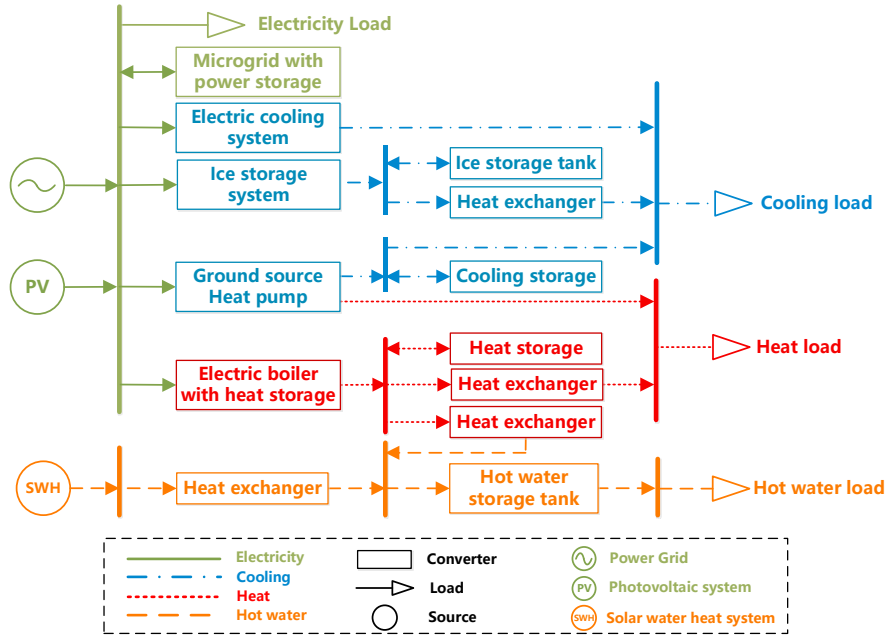 Electricity Load
Microgrid with
power storage
Electric cooling
system
Ice storage
system
Ice storage tank
Heat exchanger
Cooling load
PV
Ground source
Heat pump
Cooling storage
Heat storage
Heat load
Electric boiler
with heat storage
Heat exchanger
Heat exchanger
SWH
Heat exchanger
Hot water
storage tank
Hot water load
Electricity
Converter
Power Grid
Cooling
Load
PV
Photovoltaic system
Heat
Source
SWH
Solar water heat system
Hot water